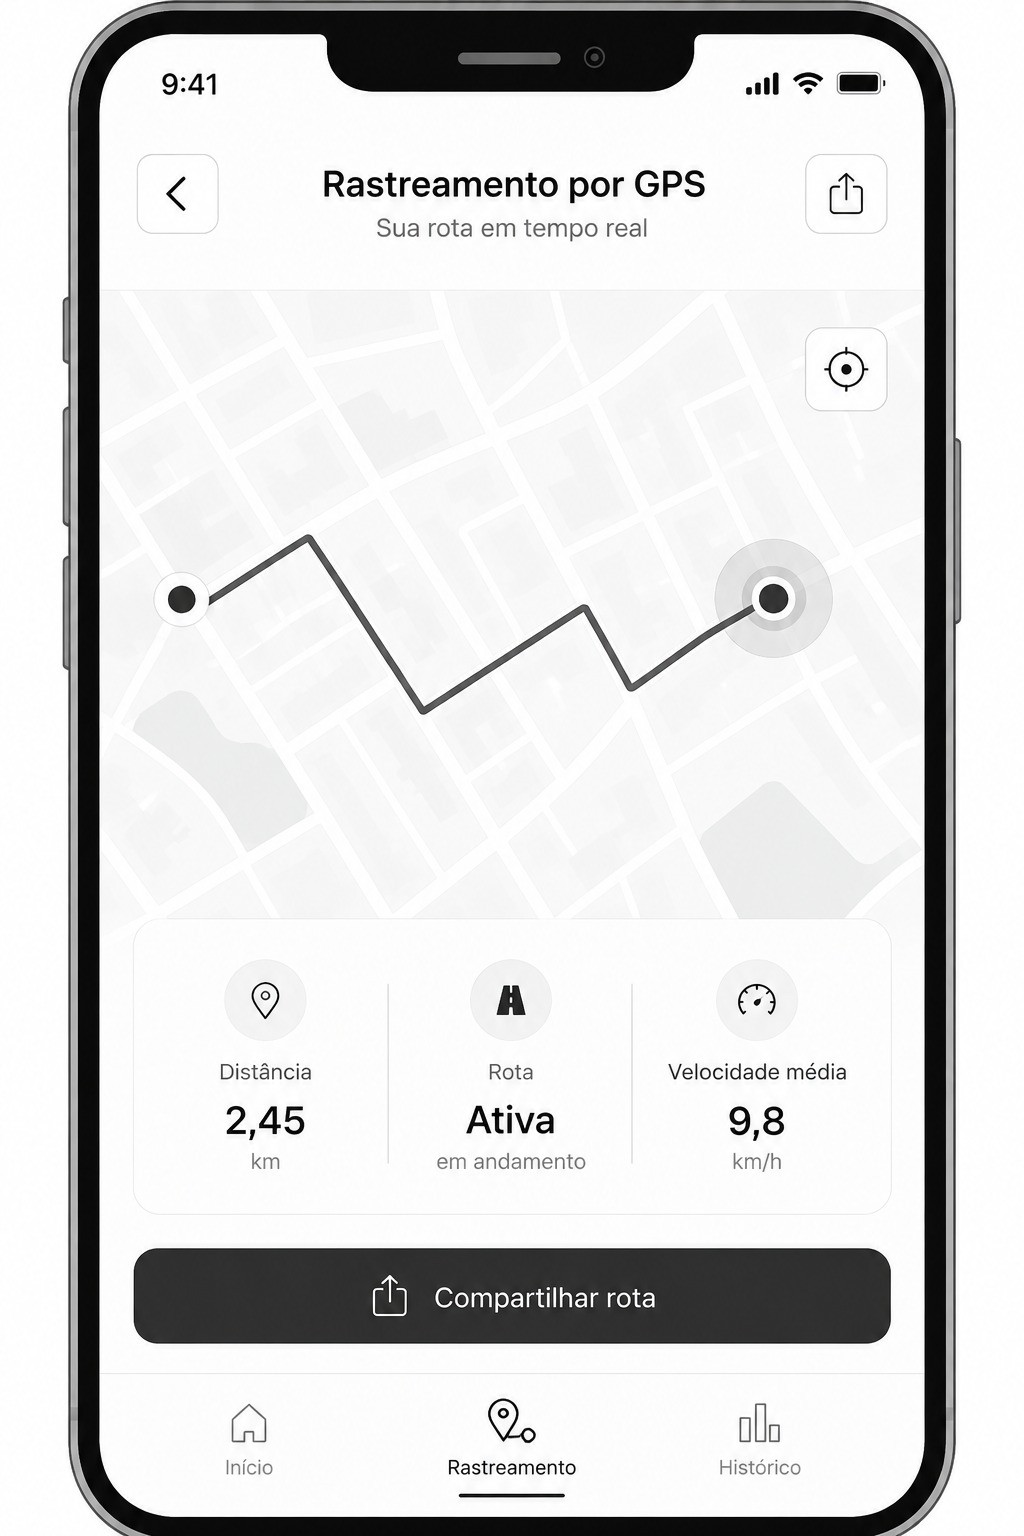 9:41
Rastreamento por GPS
Sua rota em tempo real
Distância
2,45
km
Rota
Ativa
em andamento
Velocidade média
9,8
km/h
Compartilhar rota
Início
Rastreamento
Histórico